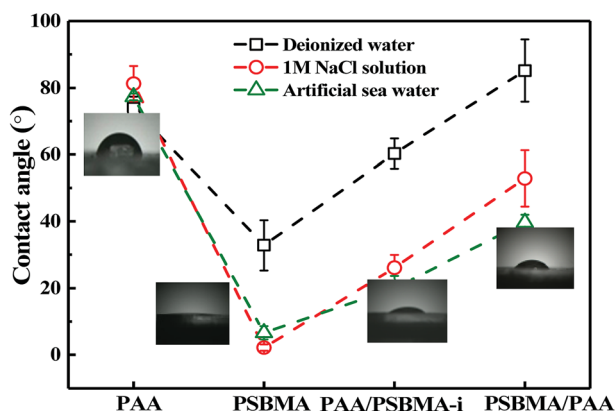 100
80
60
40
20
0
Contact angle (°)
Deionized water
1M NaCl solution
Artificial sea water
PAA PSBMA PAA/PSBMA-i PSBMA/PAA